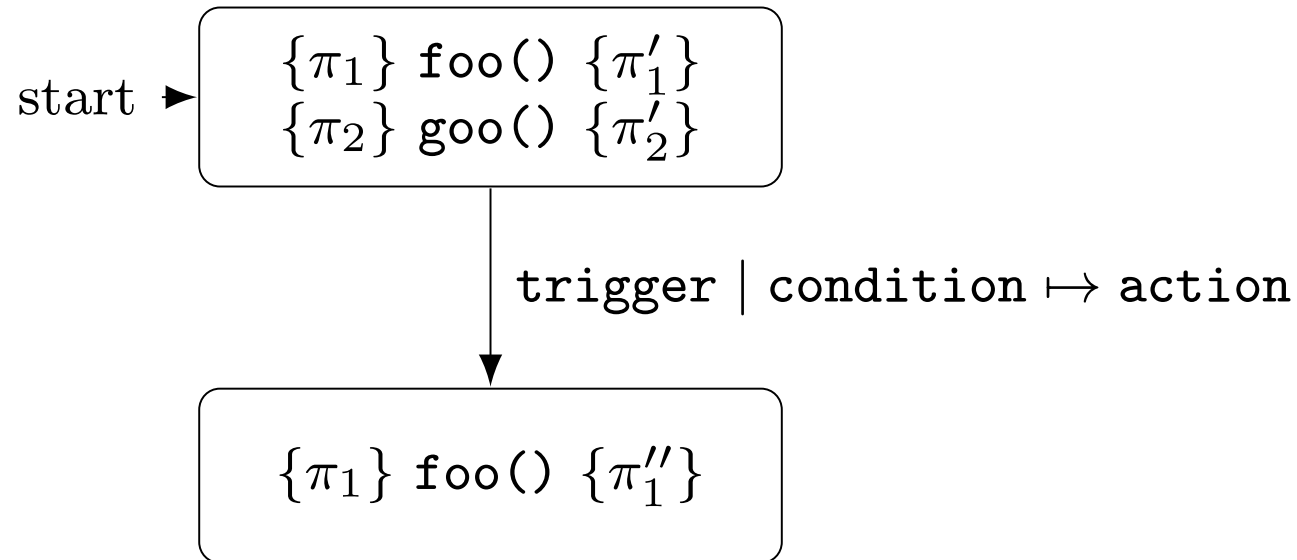 {π₁} foo() {π₁′}
start
{π₂} goo() {π₂′}
trigger | condition ↦ action
{π₁} foo() {π₁″}